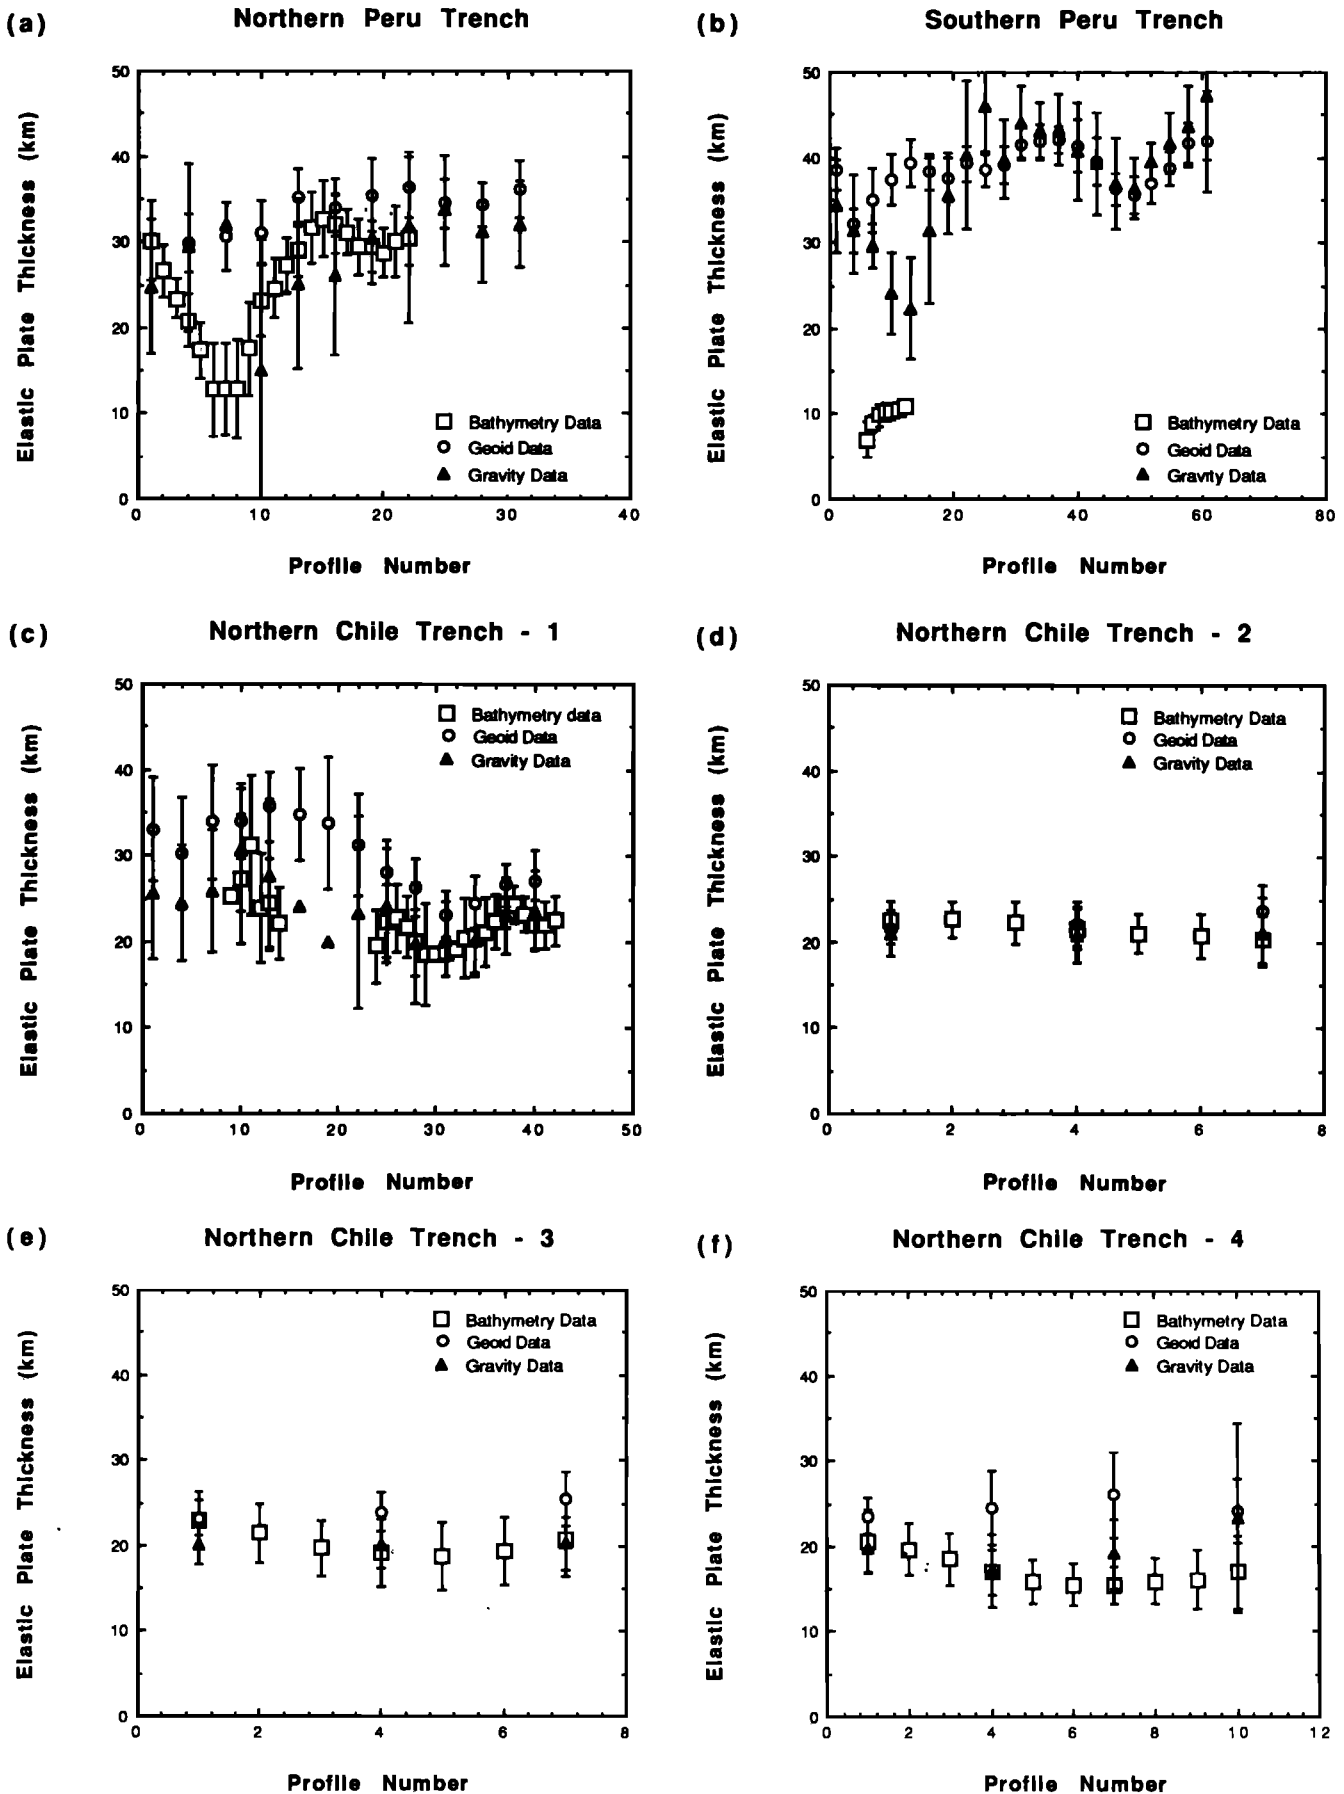 (a) Northern Peru Trench
Elastic Plate Thickness (km)
50
40
30
20
10
0
Bathymetry Data
Geoid Data
Gravity Data
0 10 20 30 40
Profile Number
(b) Southern Peru Trench
Elastic Plate Thickness (km)
50
40
30
20
10
0
Bathymetry Data
Geoid Data
Gravity Data
0 20 40 60 80
Profile Number
(c) Northern Chile Trench - 1
Elastic Plate Thickness (km)
50
40
30
20
10
0
Bathymetry data
Geoid Data
Gravity Data
0 10 20 30 40 50
Profile Number
(d) Northern Chile Trench - 2
Elastic Plate Thickness (km)
50
40
30
20
10
0
Bathymetry Data
Geoid Data
Gravity Data
0 2 4 6 8
Profile Number
(e) Northern Chile Trench - 3
Elastic Plate Thickness (km)
50
40
30
20
10
0
Bathymetry Data
Geoid Data
Gravity Data
0 2 4 6 8
Profile Number
(f) Northern Chile Trench - 4
Elastic Plate Thickness (km)
50
40
30
20
10
0
Bathymetry Data
Geoid Data
Gravity Data
0 2 4 6 8 10 12
Profile Number